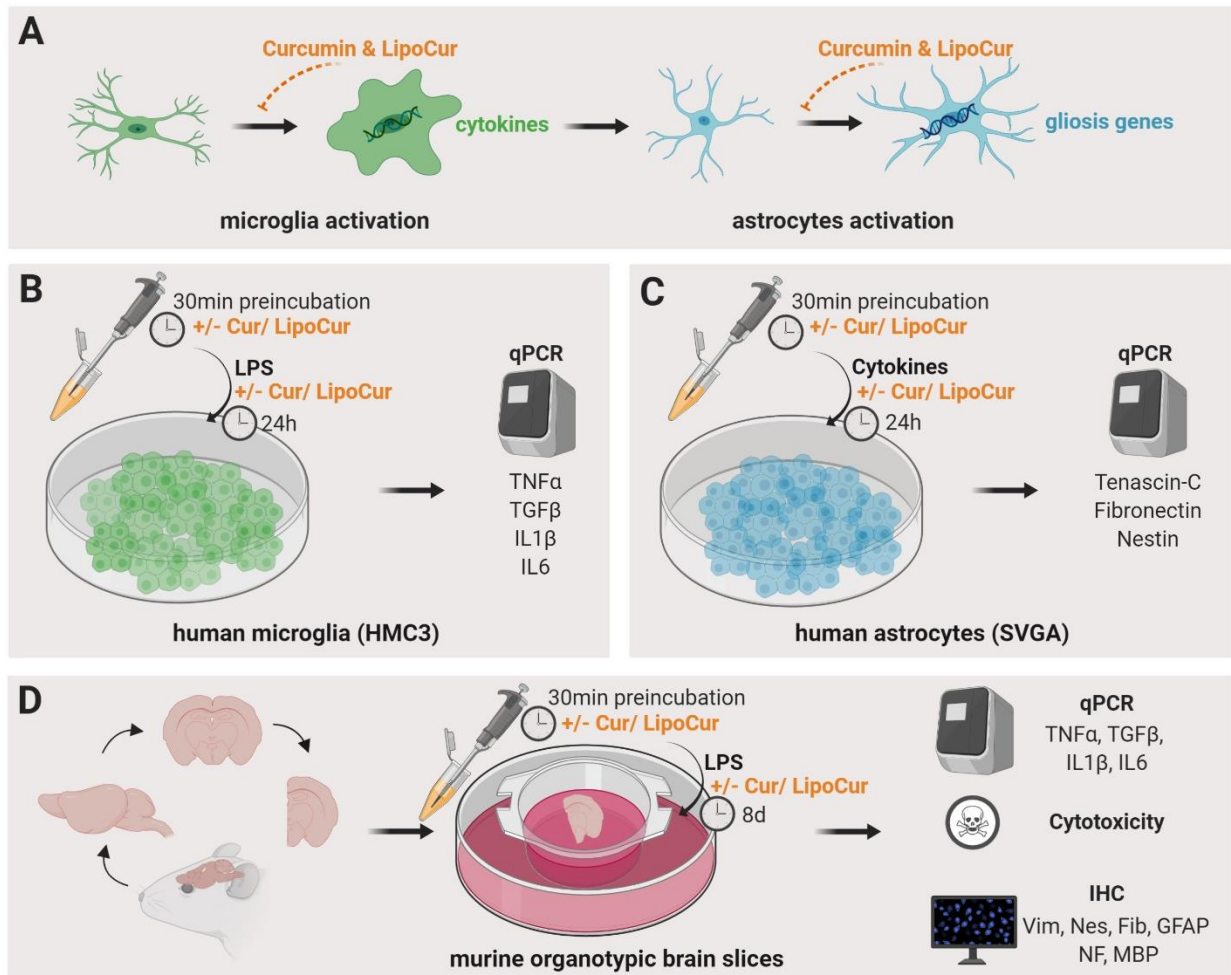 A
Curcumin & LipoCur
Curcumin & LipoCur
cytokines
gliosis genes
microglia activation
astrocytes activation
B
30min preincubation
+/- Cur/ LipoCur
LPS
+/- Cur/ LipoCur
24h
qPCR
TNFα
TGFβ
IL1β
IL6
human microglia (HMC3)
C
30min preincubation
+/- Cur/ LipoCur
Cytokines
+/- Cur/ LipoCur
24h
qPCR
Tenascin-C
Fibronectin
Nestin
human astrocytes (SVGA)
D
30min preincubation
+/- Cur/ LipoCur
LPS
+/- Cur/ LipoCur
8d
murine organotypic brain slices
qPCR
TNFα, TGFβ,
IL1β, IL6
Cytotoxicity
IHC
Vim, Nes, Fib, GFAP
NF, MBP